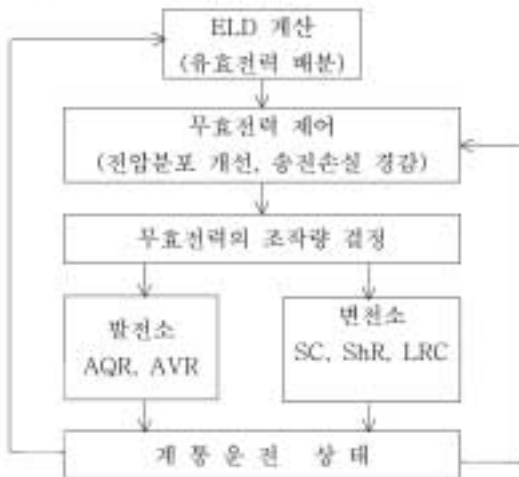 ELD 계산
(유효전력 배분)
무효전력 제어
(전압분포 개선, 송전손실 경감)
무효전력의 조작량 결정
발전소
AQR, AVR
변전소
SC, ShR, LRC
계통운전 상태